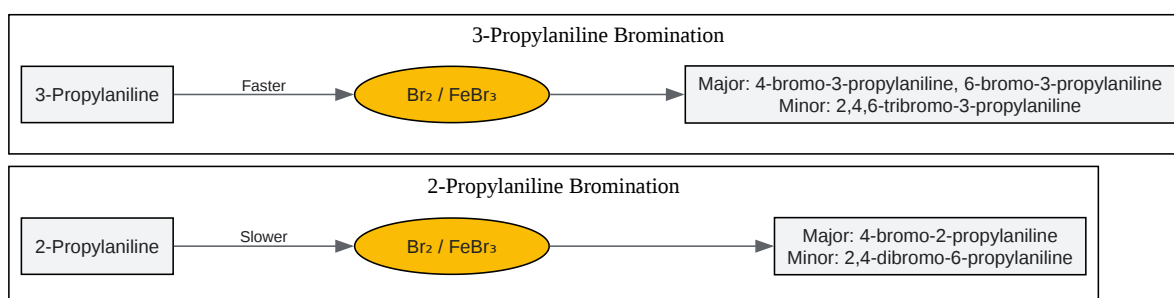 3-Propylaniline Bromination
3-Propylaniline
Faster
Br₂ / FeBr₃
Major: 4-bromo-3-propylaniline, 6-bromo-3-propylaniline
Minor: 2,4,6-tribromo-3-propylaniline
2-Propylaniline Bromination
2-Propylaniline
Slower
Br₂ / FeBr₃
Major: 4-bromo-2-propylaniline
Minor: 2,4-dibromo-6-propylaniline